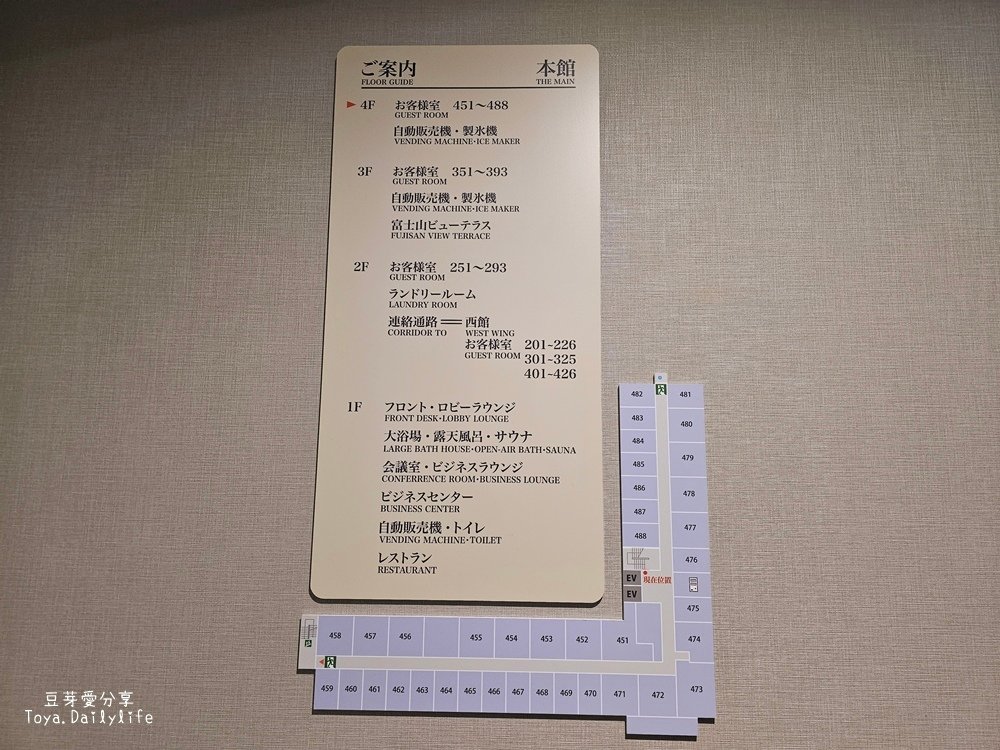 ご案内 本館
FLOOR GUIDE THE MAIN
4F お客様室 451～488
GUEST ROOM
自動販売機・製氷機
VENDING MACHINE・ICE MAKER
3F お客様室 351～393
GUEST ROOM
自動販売機・製氷機
VENDING MACHINE・ICE MAKER
富士山ビューテラス
FUJISAN VIEW TERRACE
2F お客様室 251～293
GUEST ROOM
ランドリールーム
LAUNDRY ROOM
連絡通路 西館
CORRIDOR TO WEST WING
お客様室 201~226
GUEST ROOM 301~325
401~426
1F フロント・ロビーラウンジ
FRONT DESK・LOBBY LOUNGE
大浴場・露天風呂・サウナ
LARGE BATH HOUSE・OPEN-AIR BATH・SAUNA
会議室・ビジネスラウンジ
CONFERRENCE ROOM・BUSINESS LOUNGE
ビジネスセンター
BUSINESS CENTER
自動販売機・トイレ
VENDING MACHINE・TOILET
レストラン
RESTAURANT
482 481
483 480
484
485 479
486 478
487 477
488 476
EV 現在位置
EV
475
474
458 457 456 455 454 453 452 451
459 460 461 462 463 464 465 466 467 468 469 470 471 472 473
豆芽愛分享
Toya.Dailylife